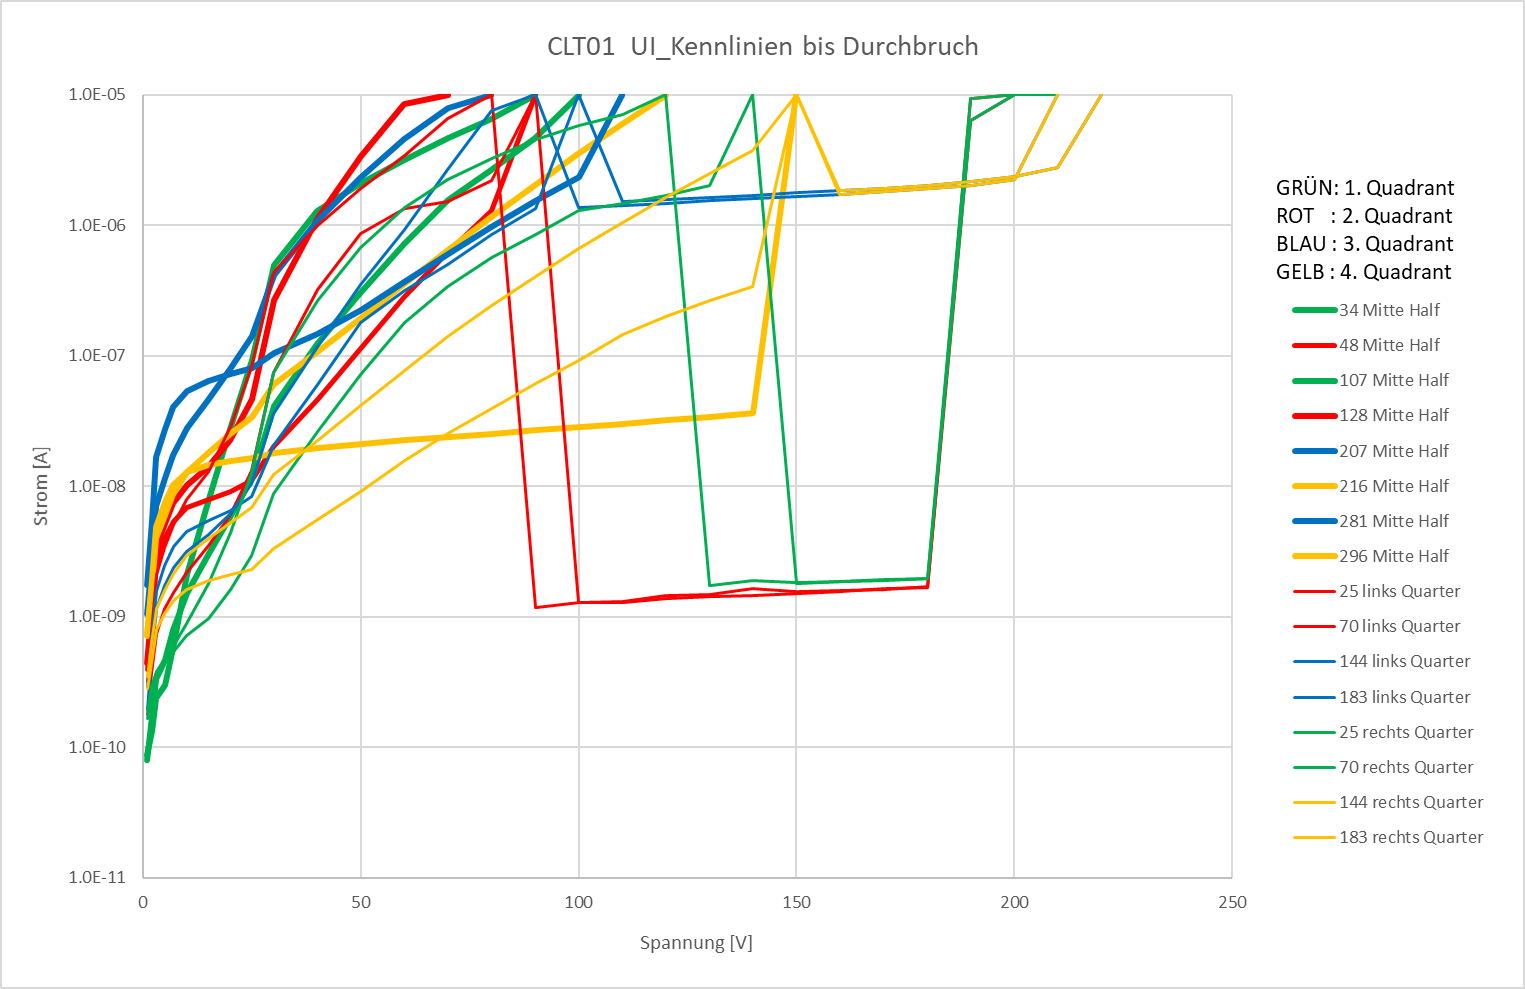 CLT01  UI_Kennlinien bis Durchbruch
1.0E-05
1.0E-06
1.0E-07
1.0E-08
1.0E-09
1.0E-10
1.0E-11
Strom [A]
0
50
100
150
200
250
Spannung [V]
GRÜN: 1. Quadrant
ROT   : 2. Quadrant
BLAU : 3. Quadrant
GELB : 4. Quadrant
34 Mitte Half
48 Mitte Half
107 Mitte Half
128 Mitte Half
207 Mitte Half
216 Mitte Half
281 Mitte Half
296 Mitte Half
25 links Quarter
70 links Quarter
144 links Quarter
183 links Quarter
25 rechts Quarter
70 rechts Quarter
144 rechts Quarter
183 rechts Quarter